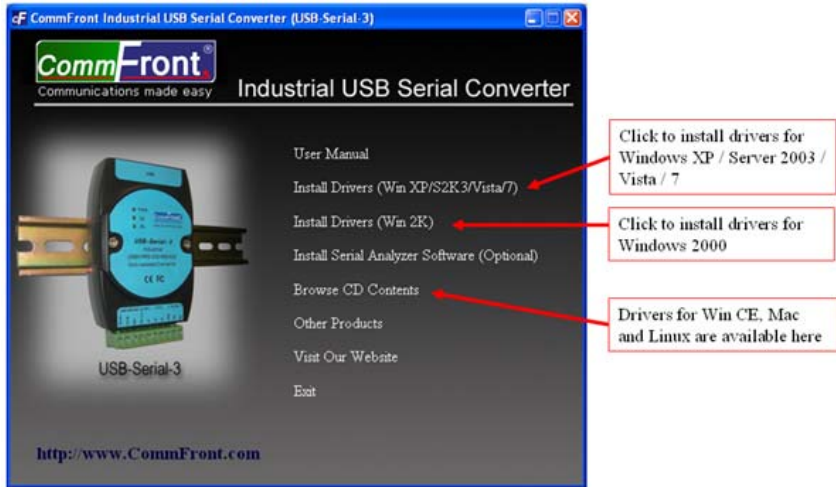 CommFront Industrial USB Serial Converter (USB-Serial-3)
CommFront
Communications made easy
Industrial USB Serial Converter
User Manual
Install Drivers (Win XP/S2K3/Vista/7)
Install Drivers (Win 2K)
Install Serial Analyzer Software (Optional)
Browse CD Contents
Other Products
Visit Our Website
Exit
USB-Serial-3
USB-Serial-3
http://www.CommFront.com
Click to install drivers for
Windows XP / Server 2003 /
Vista / 7
Click to install drivers for
Windows 2000
Drivers for Win CE, Mac
and Linux are available here